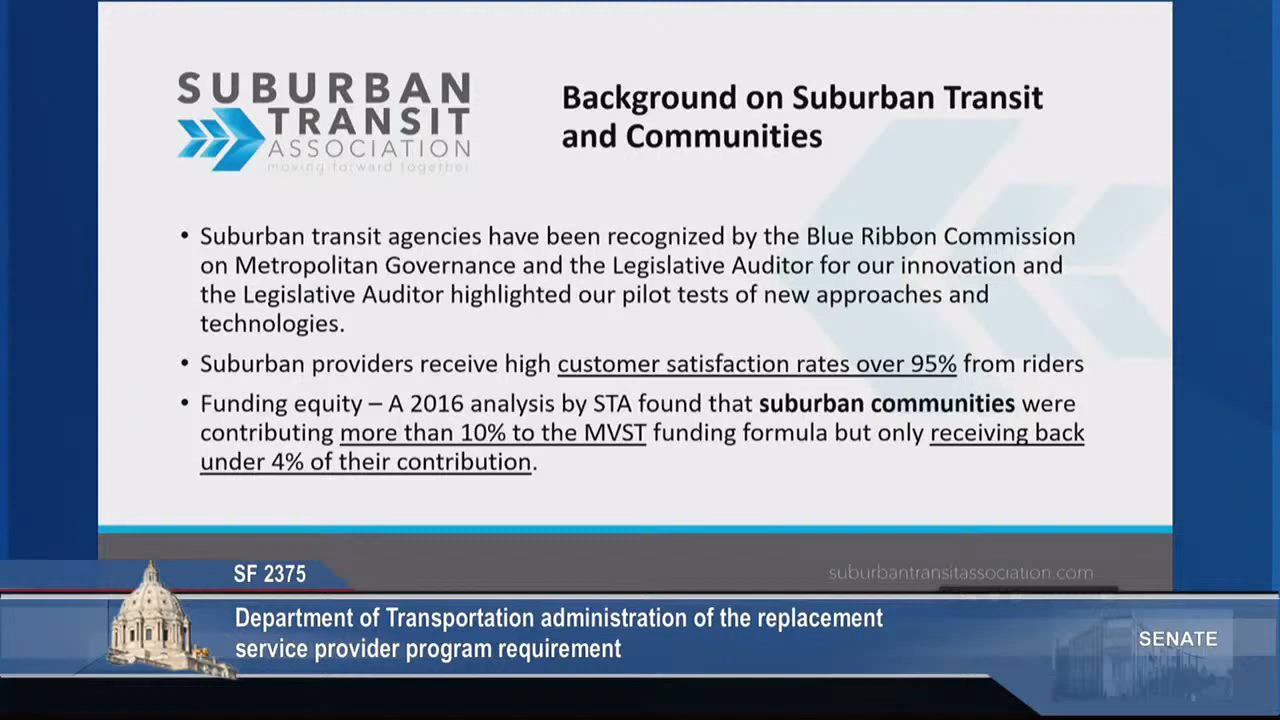 SUBURBAN
TRANSIT
ASSOCIATION
moving forward together
Background on Suburban Transit
and Communities
• Suburban transit agencies have been recognized by the Blue Ribbon Commission
on Metropolitan Governance and the Legislative Auditor for our innovation and
the Legislative Auditor highlighted our pilot tests of new approaches and
technologies.
• Suburban providers receive high customer satisfaction rates over 95% from riders
• Funding equity – A 2016 analysis by STA found that suburban communities were
contributing more than 10% to the MVST funding formula but only receiving back
under 4% of their contribution.
suburbantransitassociation.com
SF 2375
Department of Transportation administration of the replacement
service provider program requirement
SENATE